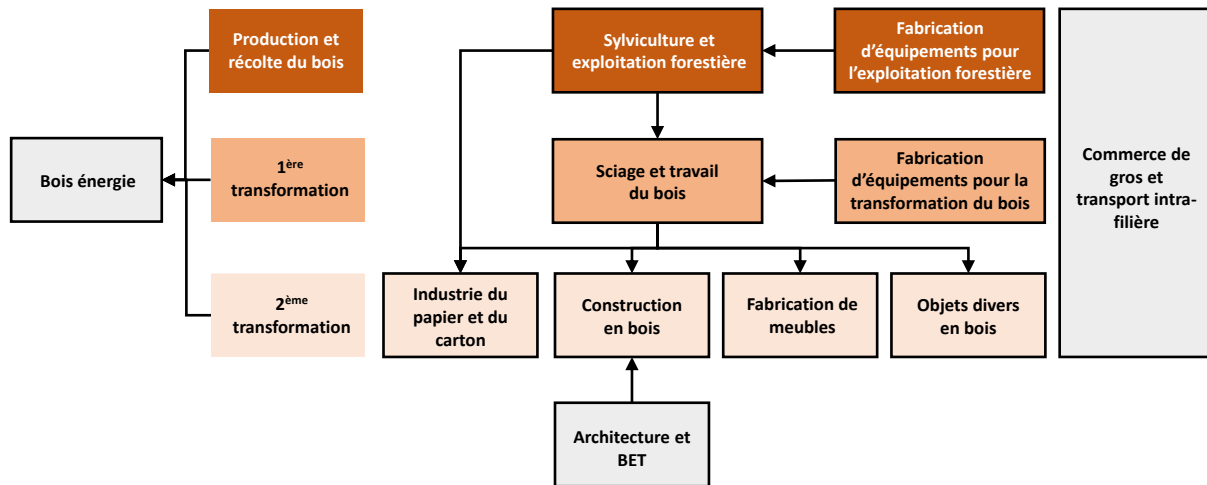 Production et
récolte du bois
Sylviculture et
exploitation forestière
Fabrication
d'équipements pour
l'exploitation forestière
Bois énergie
1ère
transformation
Sciage et travail
du bois
Fabrication
d'équipements pour la
transformation du bois
Commerce de
gros et
transport intra-
filière
2ème
transformation
Industrie du
papier et du
carton
Construction
en bois
Fabrication de
meubles
Objets divers
en bois
Architecture et
BET